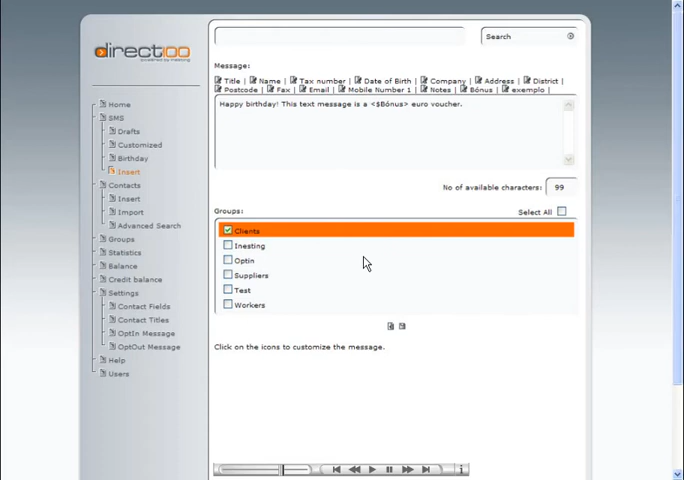 direct100
powered by inesting
Search
Message:
Title | Name | Tax number | Date of Birth | Company | Address | District |
Postcode | Fax | Email | Mobile Number 1 | Notes | Bónus | exemplo |
Happy birthday! This text message is a <$Bónus> euro voucher.
No of available characters: 99
Groups:
Select All
Clients
Inesting
Optin
Suppliers
Test
Workers
Click on the icons to customize the message.
Home
SMS
Drafts
Customized
Birthday
Insert
Contacts
Insert
Import
Advanced Search
Groups
Statistics
Balance
Credit balance
Settings
Contact Fields
Contact Titles
OptIn Message
OptOut Message
Help
Users